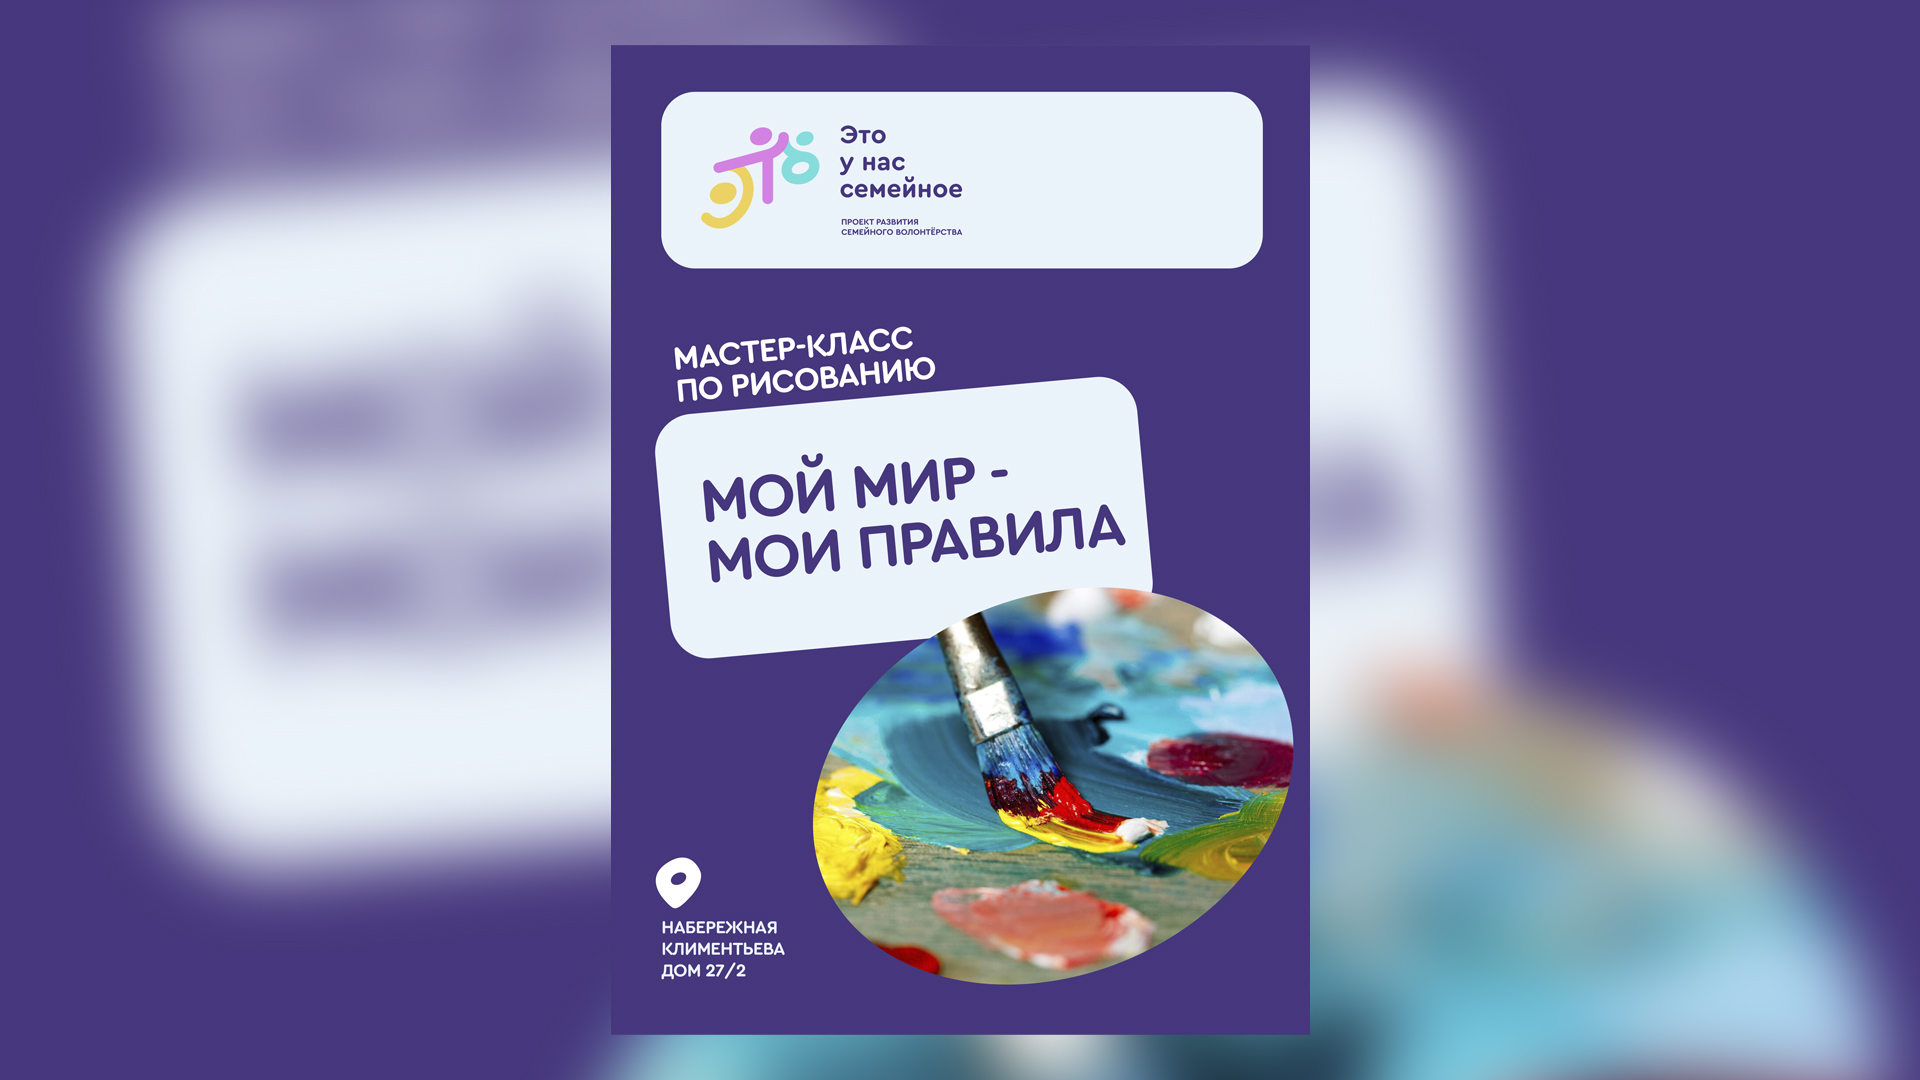 Это
у нас
семейное
ПРОЕКТ РАЗВИТИЯ
СЕМЕЙНОГО ВОЛОНТЁРСТВА
МАСТЕР-КЛАСС
ПО РИСОВАНИЮ
МОЙ МИР -
МОИ ПРАВИЛА
НАБЕРЕЖНАЯ
КЛИМЕНТЬЕВА
ДОМ 27/2